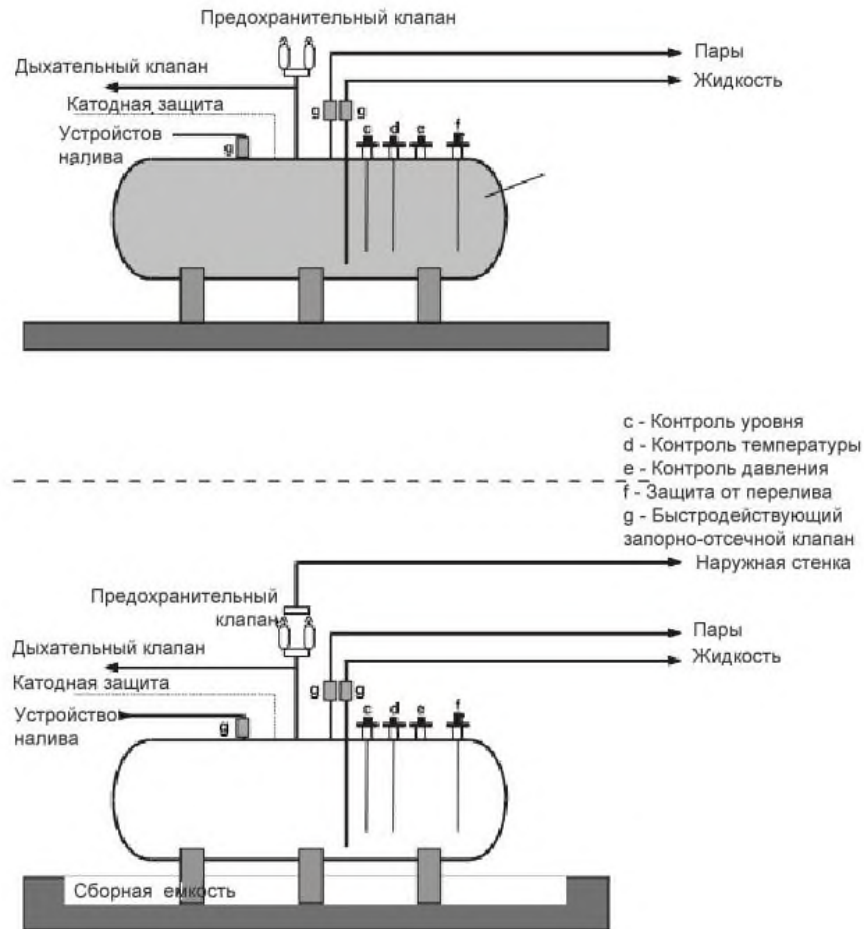 Предохранительный клапан
Дыхательный клапан
Пары
Жидкость
Катодная защита
g g
Устройстов
налива
g
c d e f
c - Контроль уровня
d - Контроль температуры
e - Контроль давления
f - Защита от перелива
g - Быстродействующий
запорно-отсечной клапан
Наружная стенка
Предохранительный
клапан
Пары
Дыхательный клапан
Жидкость
Катодная защита
g g
Устройство
налива
g
c d e f
Сборная емкость